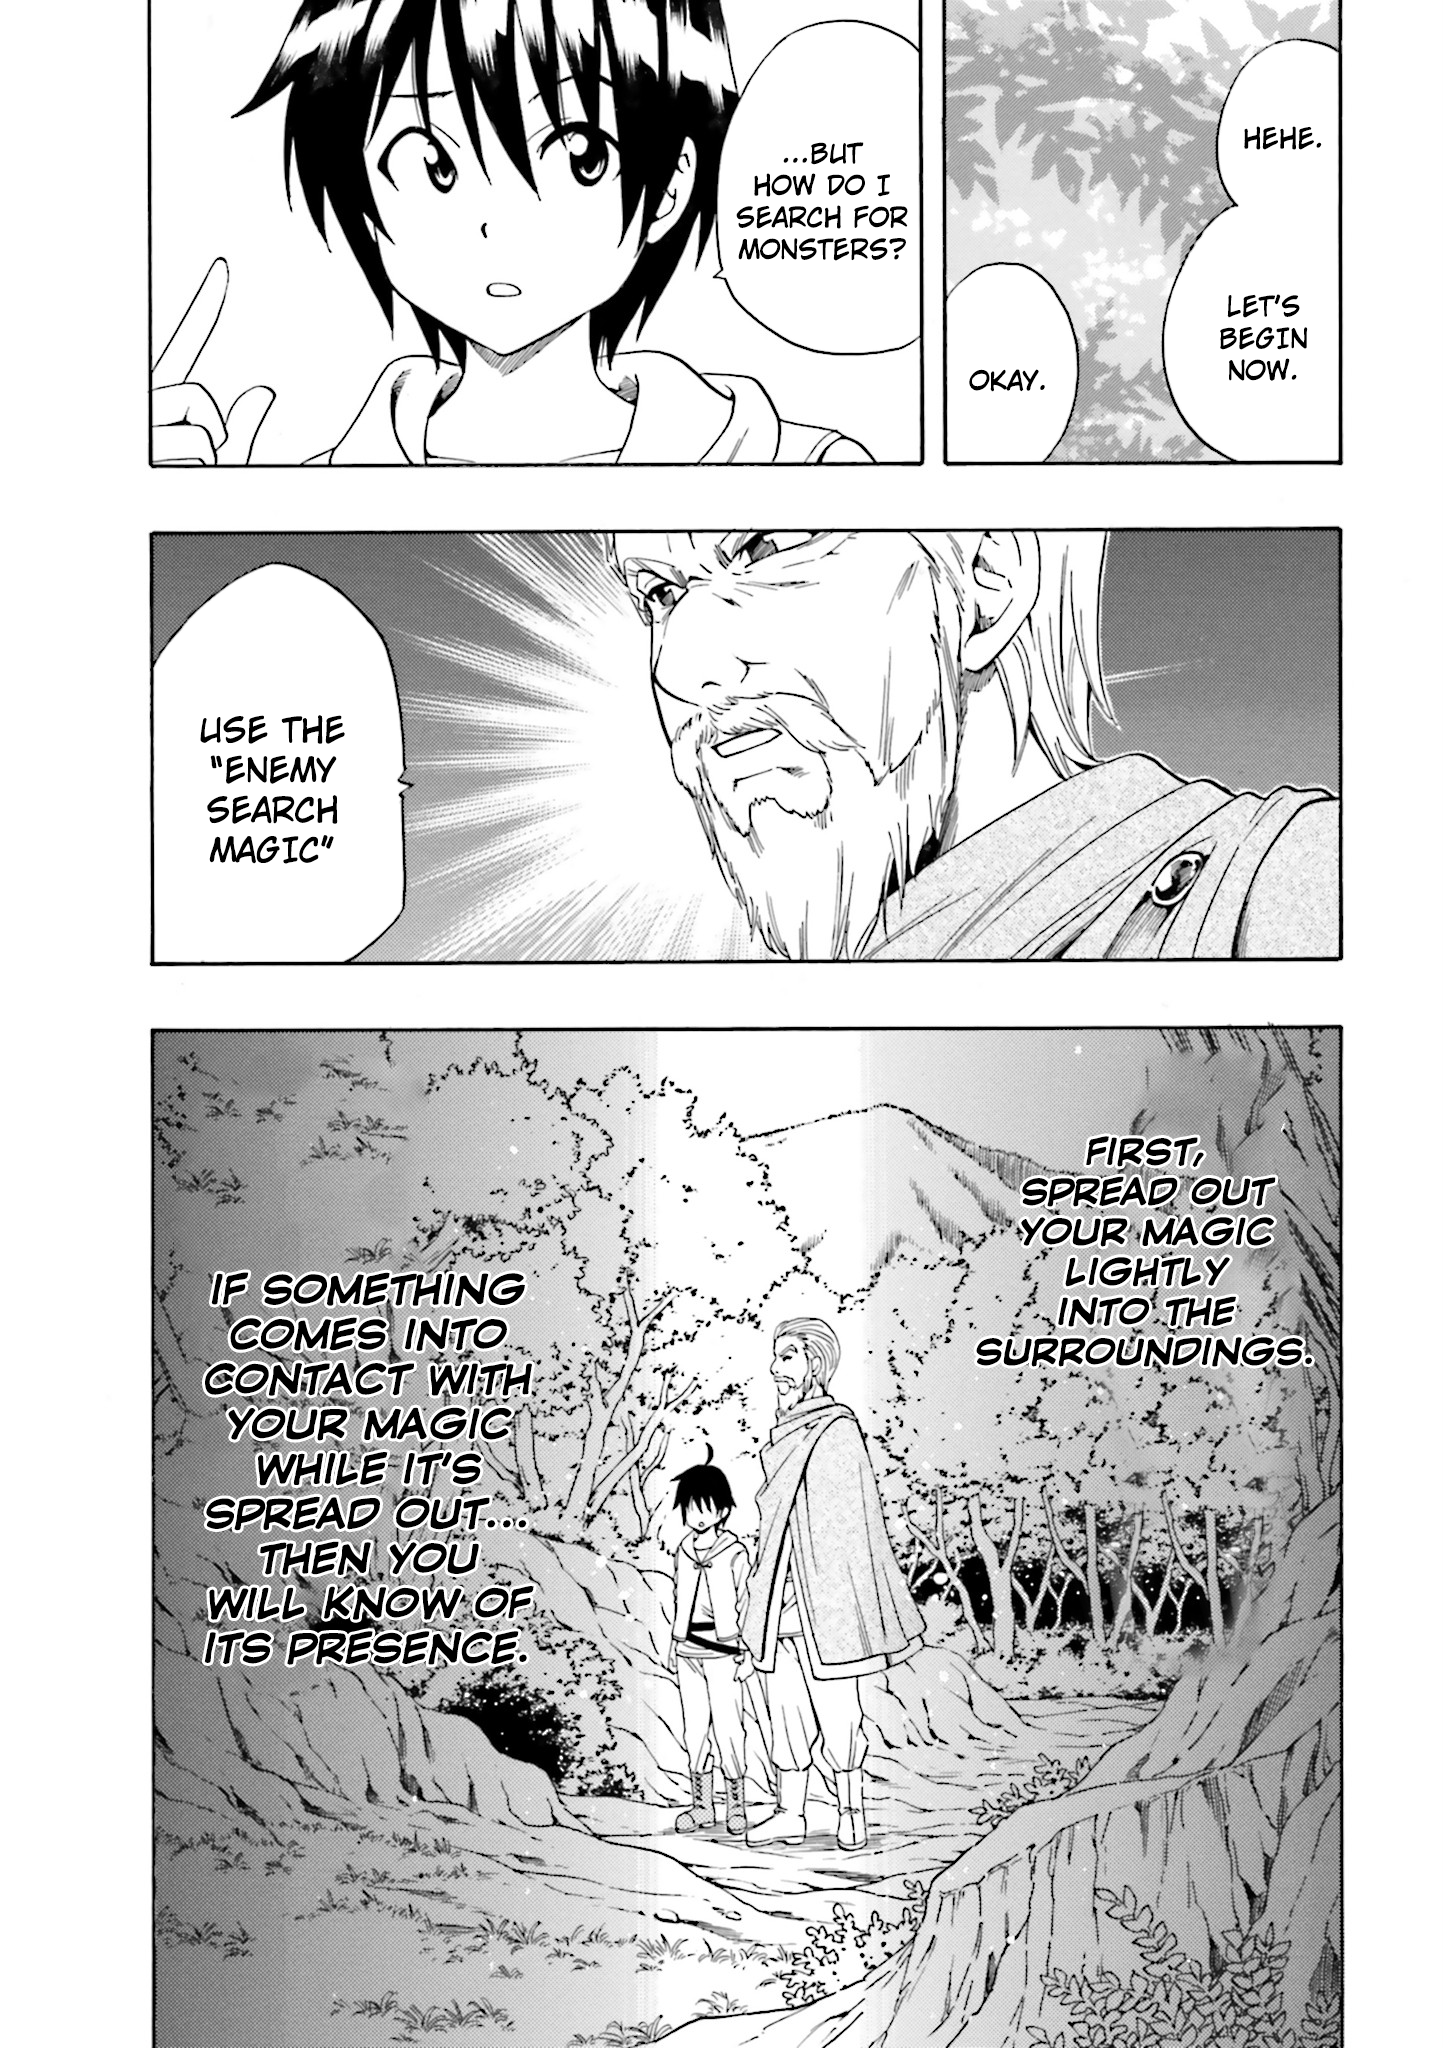 HEHE.
LET'S
BEGIN
NOW.
OKAY.
...BUT
HOW DO I
SEARCH FOR
MONSTERS?
USE THE
"ENEMY
SEARCH
MAGIC"
FIRST,
SPREAD OUT
YOUR MAGIC
LIGHTLY
INTO THE
SURROUNDINGS.
IF SOMETHING
COMES INTO
CONTACT WITH
YOUR MAGIC
WHILE IT'S
SPREAD OUT...
THEN YOU
WILL KNOW OF
ITS PRESENCE.